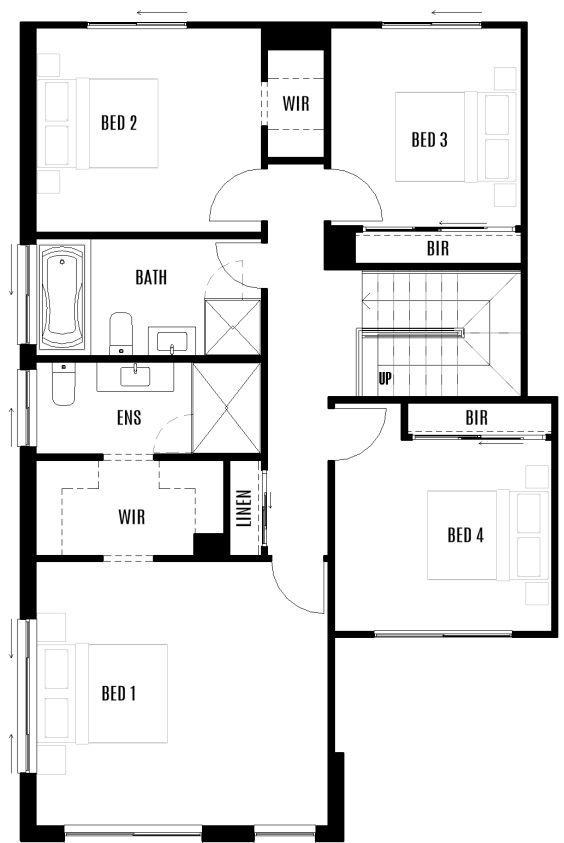 WIR
BED 2
BED 3
BIR
BATH
UP
BIR
ENS
LINEN
WIR
BED 4
BED 1